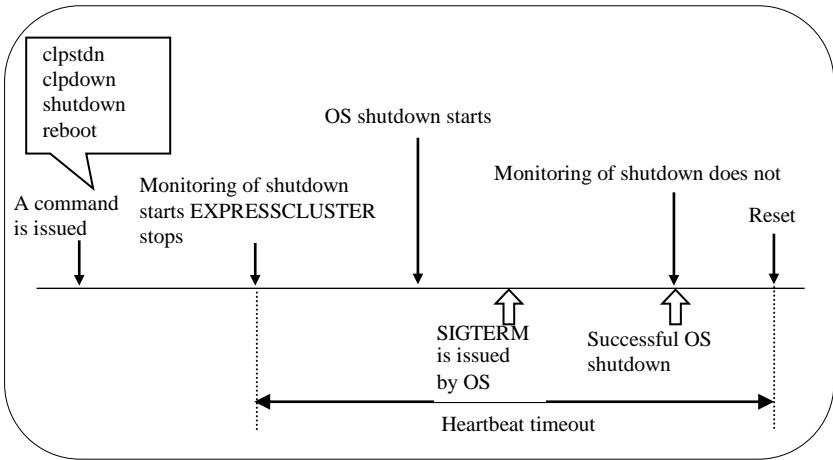 clpstdn
clpdown
shutdown
reboot
OS shutdown starts
A command
is issued
Monitoring of shutdown
starts EXPRESSCLUSTER
stops
Monitoring of shutdown does not
Reset
SIGTERM
is issued
by OS
Successful OS
shutdown
Heartbeat timeout